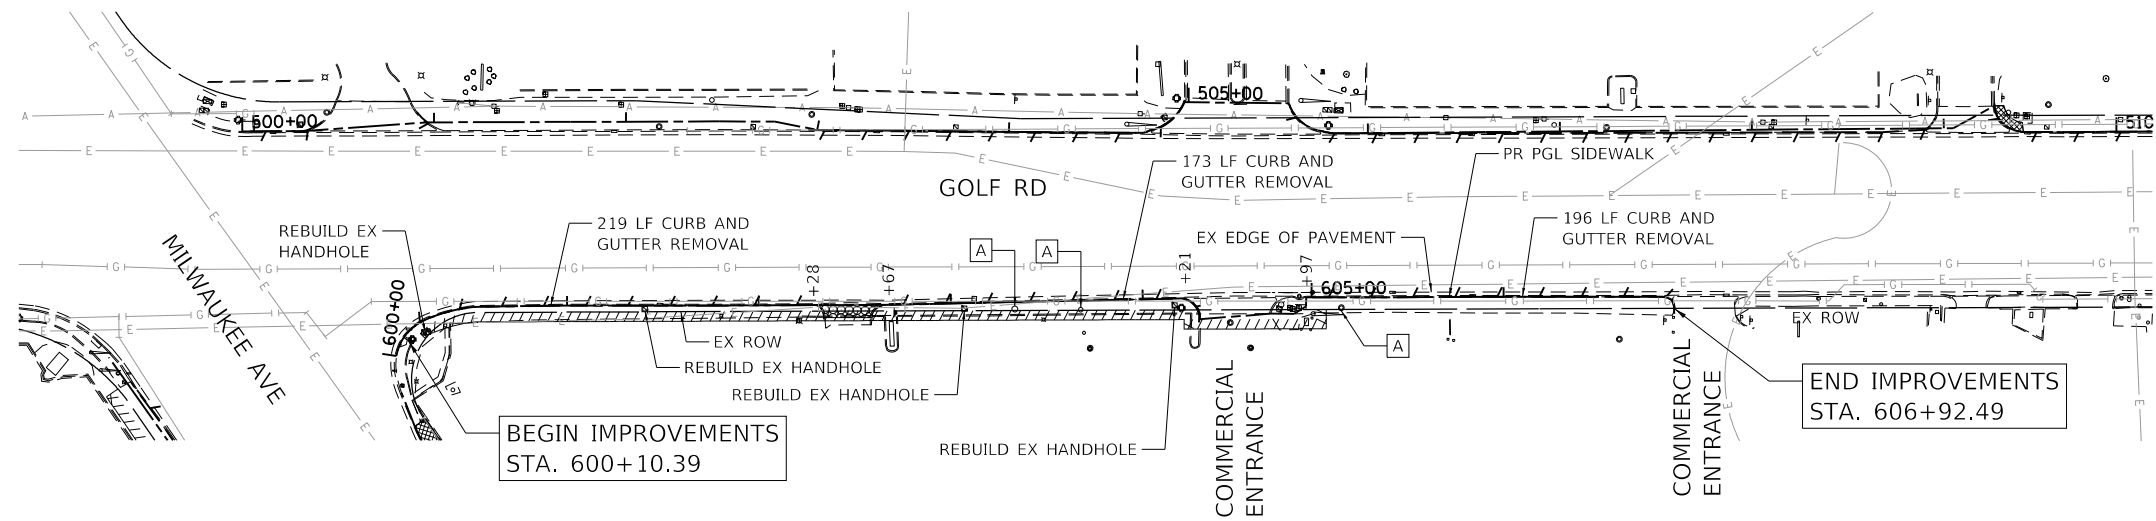 500+00
505+00
510
173 LF CURB AND
GUTTER REMOVAL
PR PGL SIDEWALK
GOLF RD
REBUILD EX
HANDHOLE
219 LF CURB AND
GUTTER REMOVAL
196 LF CURB AND
GUTTER REMOVAL
EX EDGE OF PAVEMENT
MILWAUKEE AVE
A
A
+28
+67
+21
+97
600+00
605+00
EX ROW
EX ROW
REBUILD EX HANDHOLE
A
REBUILD EX HANDHOLE
BEGIN IMPROVEMENTS
STA. 600+10.39
REBUILD EX HANDHOLE
COMMERCIAL
ENTRANCE
COMMERCIAL
ENTRANCE
END IMPROVEMENTS
STA. 606+92.49